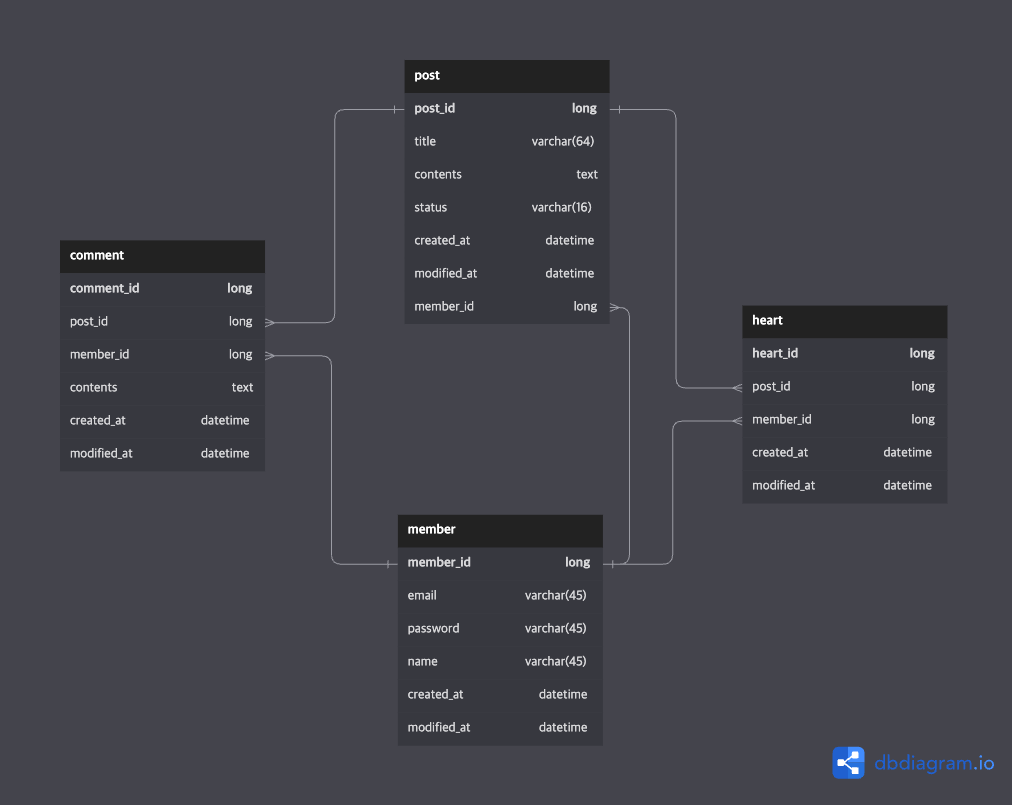 post
post_id long
title varchar(64)
contents text
status varchar(16)
created_at datetime
modified_at datetime
member_id long
comment
comment_id long
post_id long
member_id long
contents text
created_at datetime
modified_at datetime
heart
heart_id long
post_id long
member_id long
created_at datetime
modified_at datetime
member
member_id long
email varchar(45)
password varchar(45)
name varchar(45)
created_at datetime
modified_at datetime
dbdiagram.io